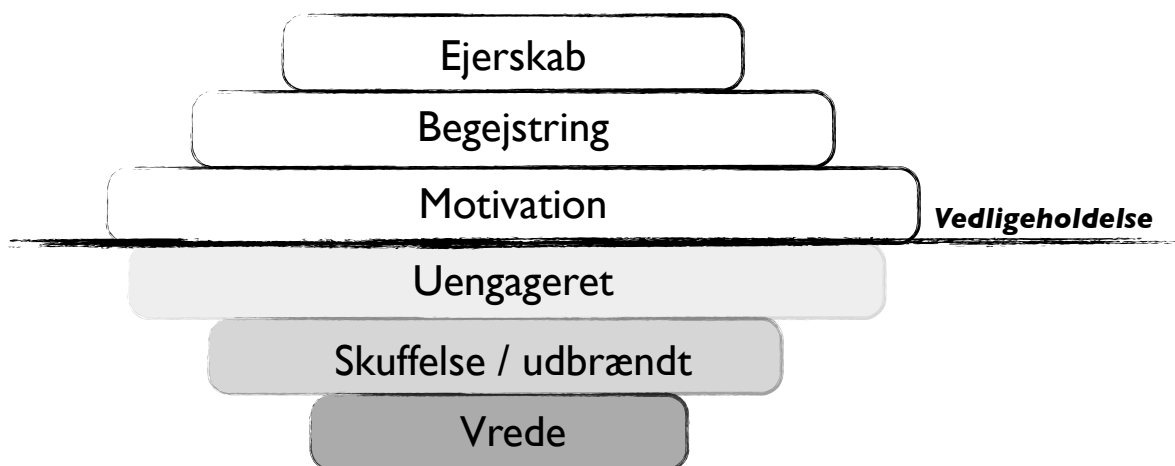 Ejerskab
Begejstring
Motivation
Vedligeholdelse
Uengageret
Skuffelse / udbrændt
Vrede